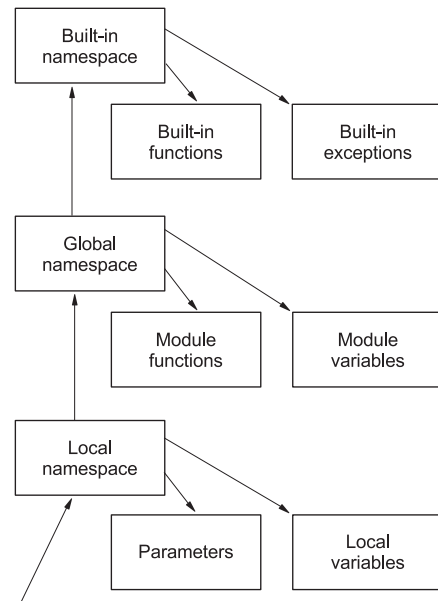 Built-in
namespace
Built-in
functions
Built-in
exceptions
Global
namespace
Module
functions
Module
variables
Local
namespace
Parameters
Local
variables